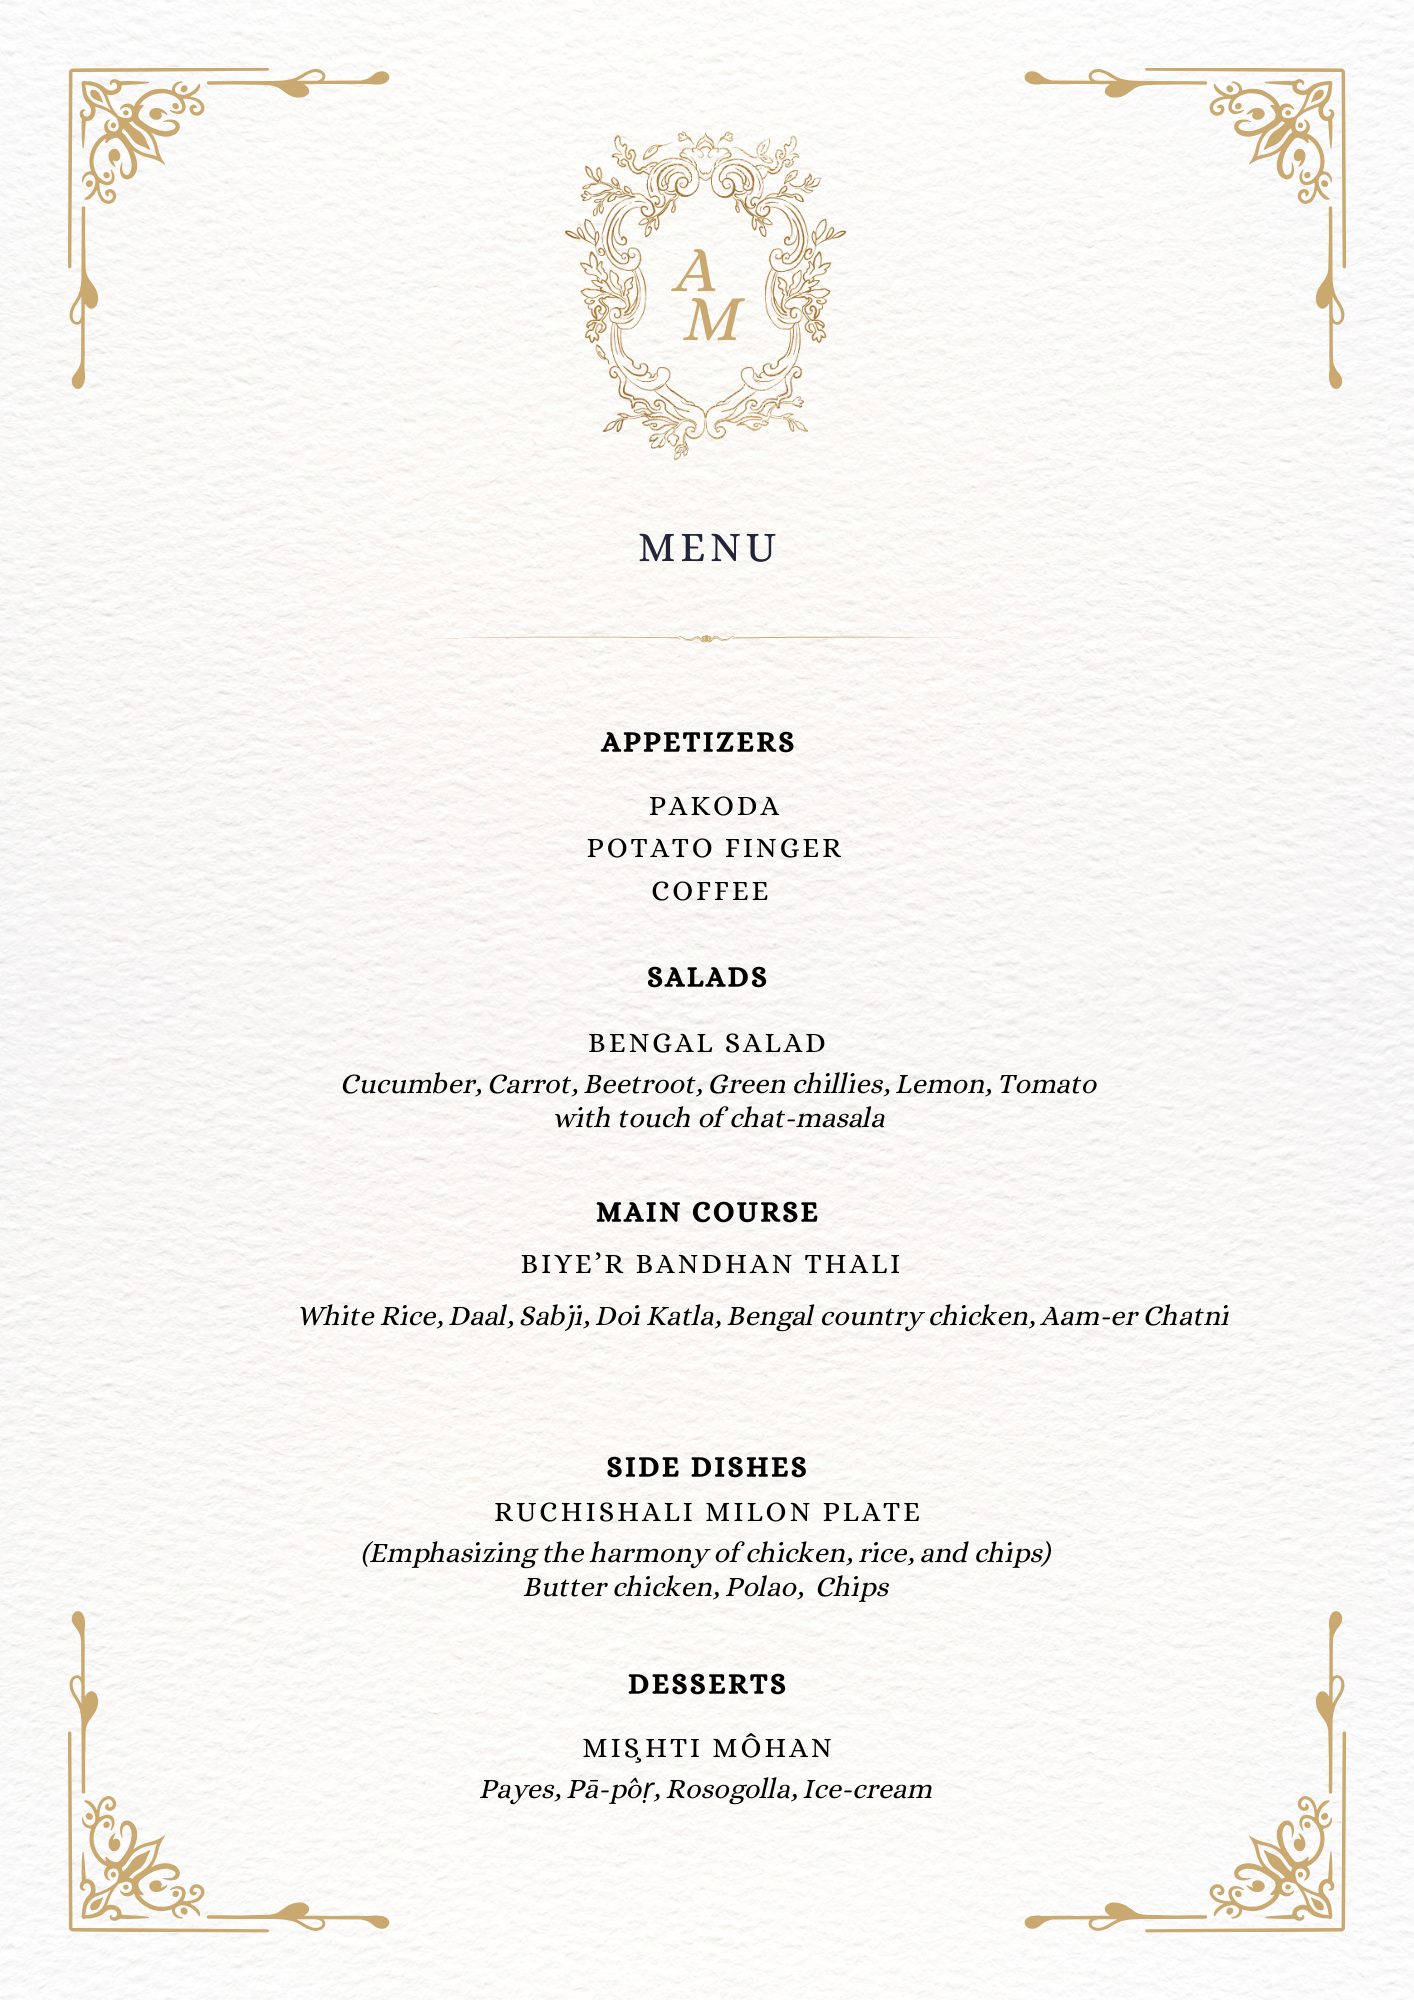 A
M
MENU
APPETIZERS
PAKODA
POTATO FINGER
COFFEE
SALADS
BENGAL SALAD
Cucumber, Carrot, Beetroot, Green chillies, Lemon, Tomato
with touch of chat-masala
MAIN COURSE
BIYE’R BANDHAN THALI
White Rice, Daal, Sabji, Doi Katla, Bengal country chicken, Aam-er Chatni
SIDE DISHES
RUCHISHALI MILON PLATE
(Emphasizing the harmony of chicken, rice, and chips)
Butter chicken, Polao,  Chips
DESSERTS
MIȘHTI MÔHAN
Payes, Pā-pôṛ, Rosogolla, Ice-cream